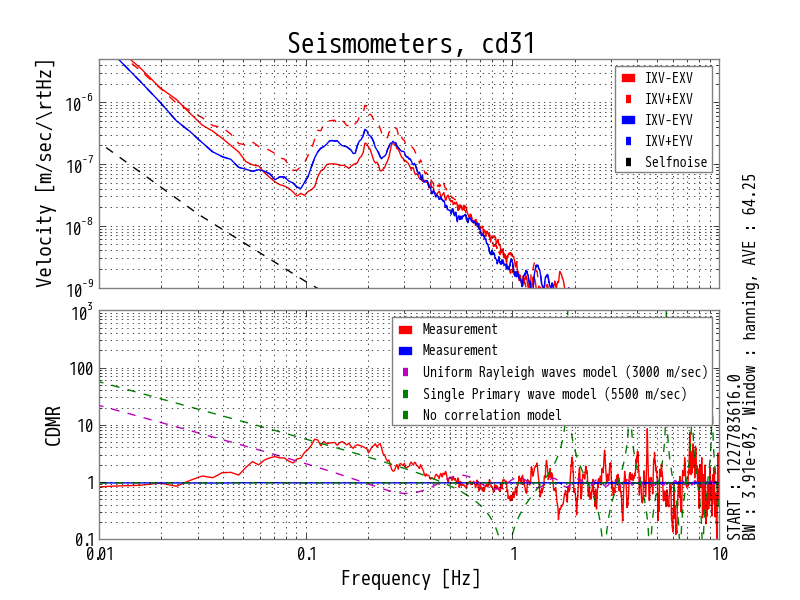 Seismometers, cd31
Velocity [m/sec/\rtHz]
10^-6
10^-7
10^-8
10^-9
IXV-EXV
IXV+EXV
IXV-EYV
IXV+EYV
Selfnoise
CDMR
10^3
100
10
1
0.1
Measurement
Measurement
Uniform Rayleigh waves model (3000 m/sec)
Single Primary wave model (5500 m/sec)
No correlation model
0.01
0.1
1
10
Frequency [Hz]
START : 1227783616.0
BW : 3.91e-03, Window : hanning, AVE : 64.25